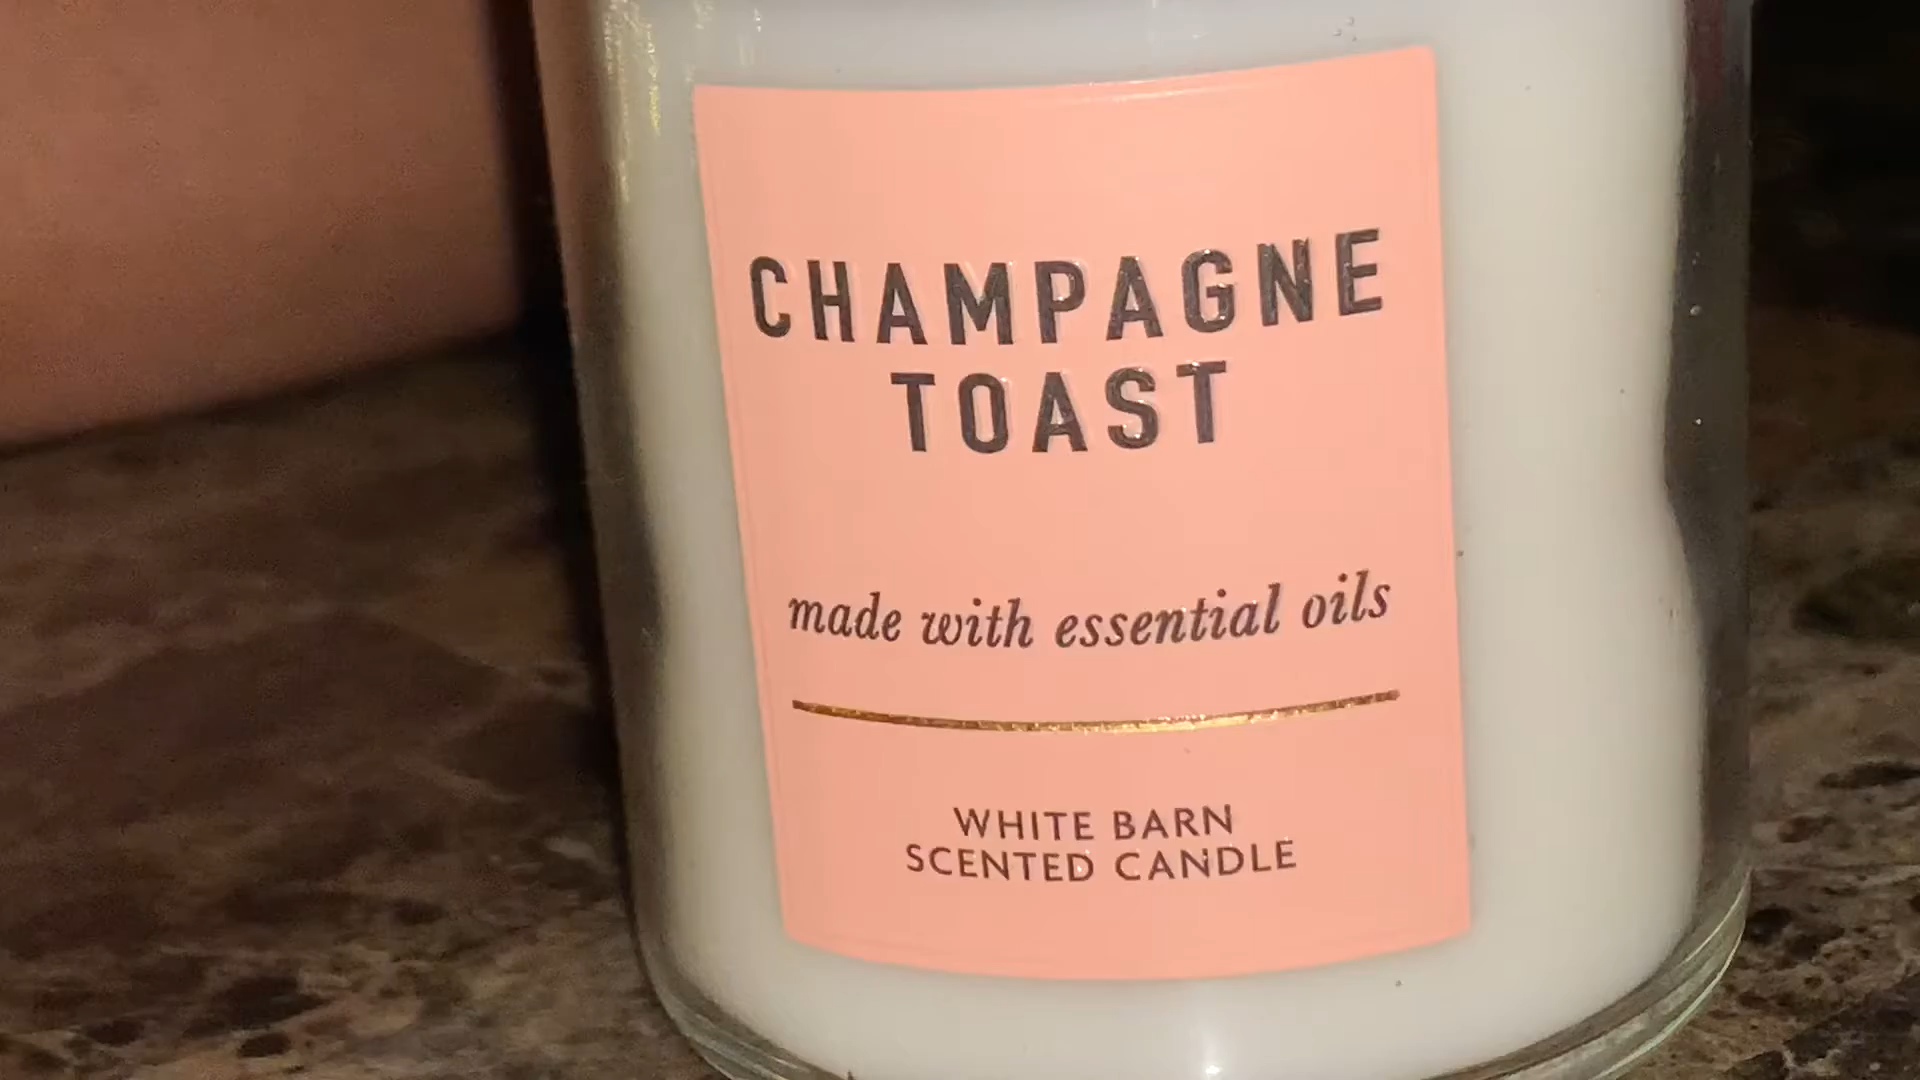 CHAMPAGNE
TOAST
made with essential oils
WHITE BARN
SCENTED CANDLE